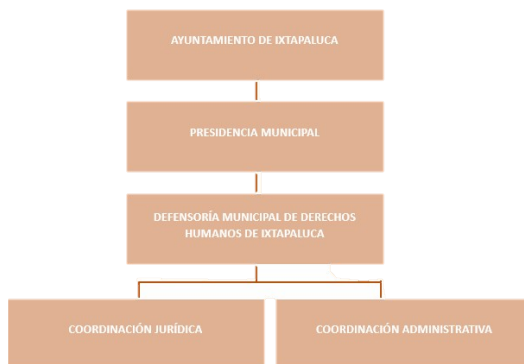 AYUNTAMIENTO DE IXTAPALUCA
PRESIDENCIA MUNICIPAL
DEFENSORÍA MUNICIPAL DE DERECHOS
HUMANOS DE IXTAPALUCA
COORDINACIÓN JURÍDICA
COORDINACIÓN ADMINISTRATIVA